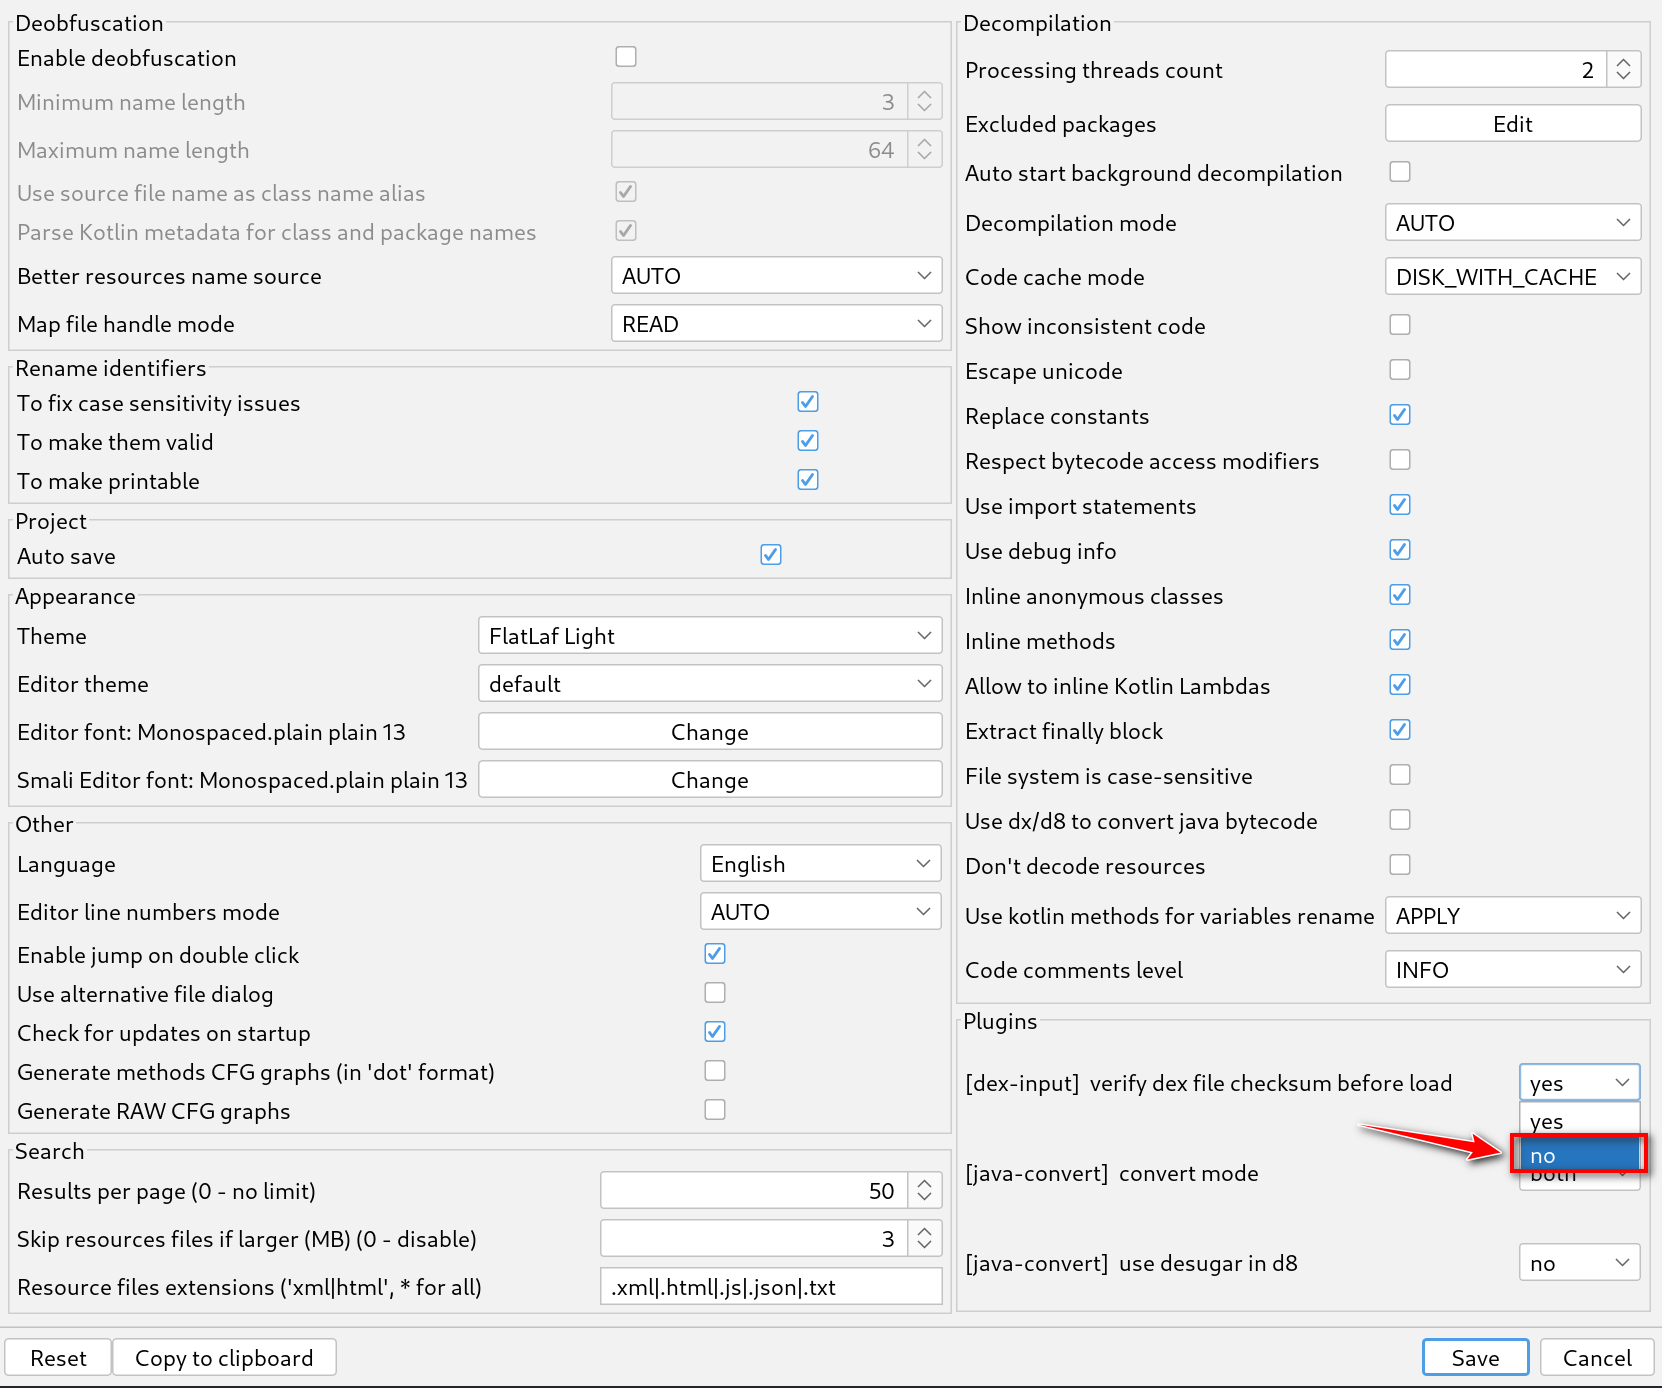 Deobfuscation
Enable deobfuscation
Minimum name length 3
Maximum name length 64
Use source file name as class name alias
Parse Kotlin metadata for class and package names
Better resources name source AUTO
Map file handle mode READ
Rename identifiers
To fix case sensitivity issues
To make them valid
To make printable
Project
Auto save
Appearance
Theme FlatLaf Light
Editor theme default
Editor font: Monospaced.plain plain 13 Change
Smali Editor font: Monospaced.plain plain 13 Change
Other
Language English
Editor line numbers mode AUTO
Enable jump on double click
Use alternative file dialog
Check for updates on startup
Generate methods CFG graphs (in 'dot' format)
Generate RAW CFG graphs
Search
Results per page (0 - no limit) 50
Skip resources files if larger (MB) (0 - disable) 3
Resource files extensions ('xml|html', * for all) .xml|.html|.js|.json|.txt
Decompilation
Processing threads count 2
Excluded packages Edit
Auto start background decompilation
Decompilation mode AUTO
Code cache mode DISK_WITH_CACHE
Show inconsistent code
Escape unicode
Replace constants
Respect bytecode access modifiers
Use import statements
Use debug info
Inline anonymous classes
Inline methods
Allow to inline Kotlin Lambdas
Extract finally block
File system is case-sensitive
Use dx/d8 to convert java bytecode
Don't decode resources
Use kotlin methods for variables rename APPLY
Code comments level INFO
Plugins
[dex-input] verify dex file checksum before load yes
yes
no
[java-convert] convert mode both
[java-convert] use desugar in d8 no
Reset Copy to clipboard Save Cancel